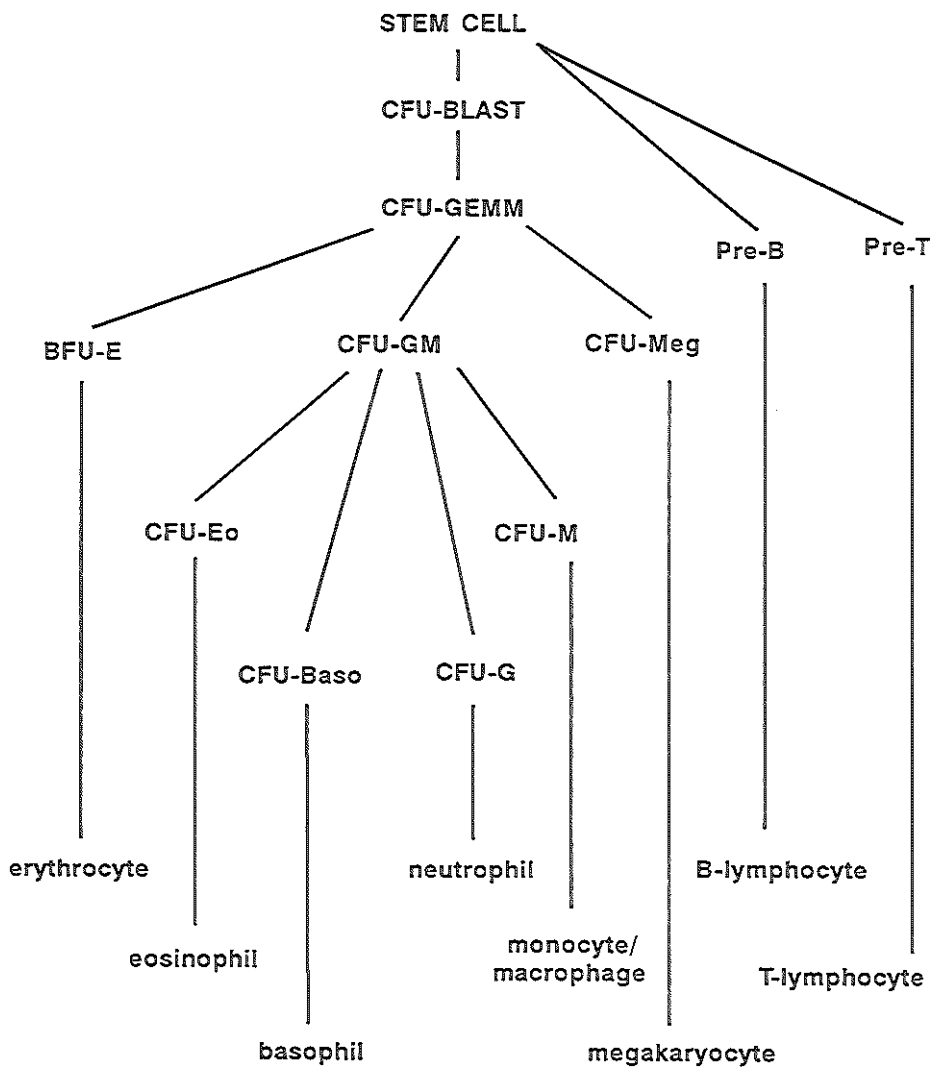 STEM CELL
CFU-BLAST
CFU-GEMM
Pre-B
Pre-T
BFU-E
CFU-GM
CFU-Meg
CFU-Eo
CFU-M
CFU-Baso
CFU-G
erythrocyte
neutrophil
B-lymphocyte
eosinophil
monocyte/
macrophage
T-lymphocyte
basophil
megakaryocyte